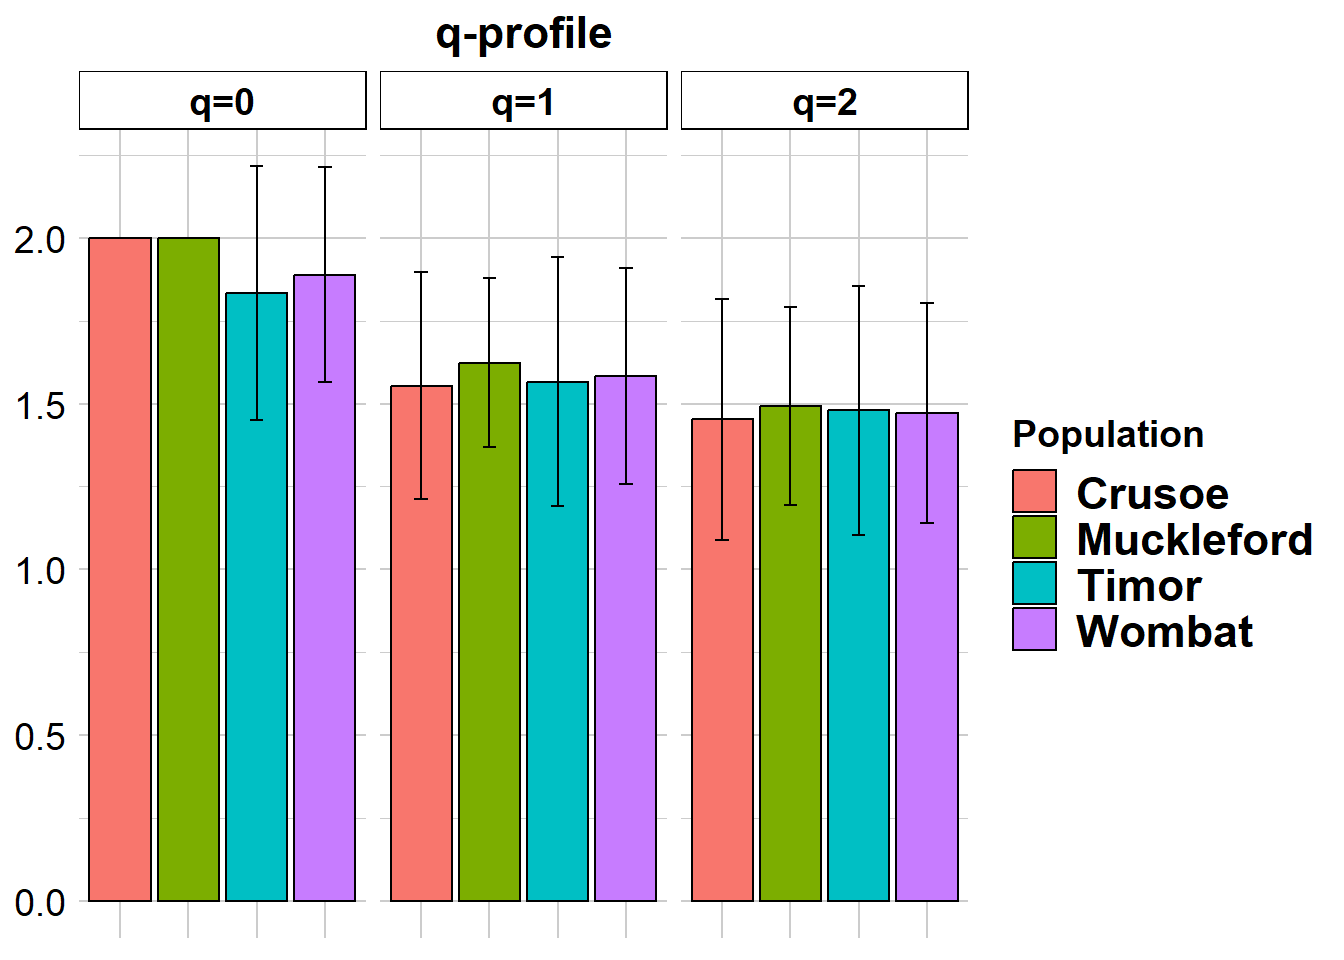 q-profile
q=0 q=1 q=2
2.0
1.5
1.0
0.5
0.0
Population
Crusoe
Muckleford
Timor
Wombat